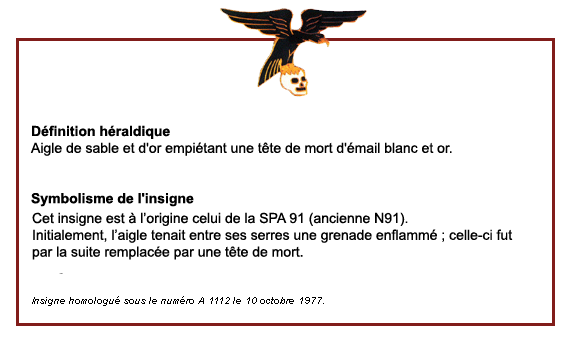 Définition héraldique
Aigle de sable et d'or empiétant une tête de mort d'émail blanc et or.
Symbolisme de l'insigne
Cet insigne est à l'origine celui de la SPA 91 (ancienne N91).
Initialement, l'aigle tenait entre ses serres une grenade enflammé ; celle-ci fut
par la suite remplacée par une tête de mort.
Insigne homologué sous le numéro A 1112 le 10 octobre 1977.